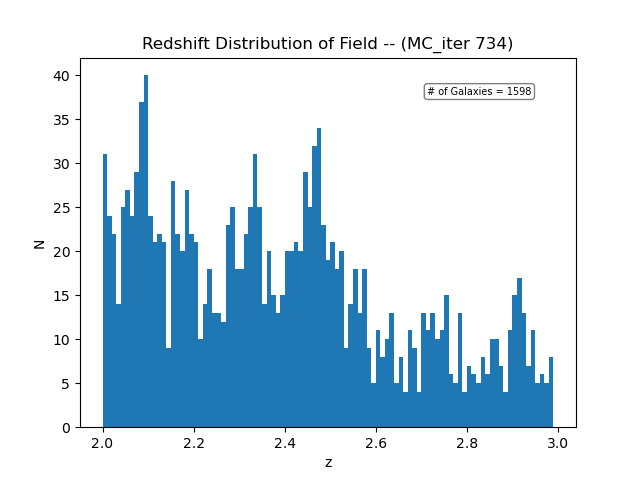 Redshift Distribution of Field -- (MC_iter 734)
# of Galaxies = 1598
N
40
35
30
25
20
15
10
5
0
2.0 2.2 2.4 2.6 2.8 3.0
z